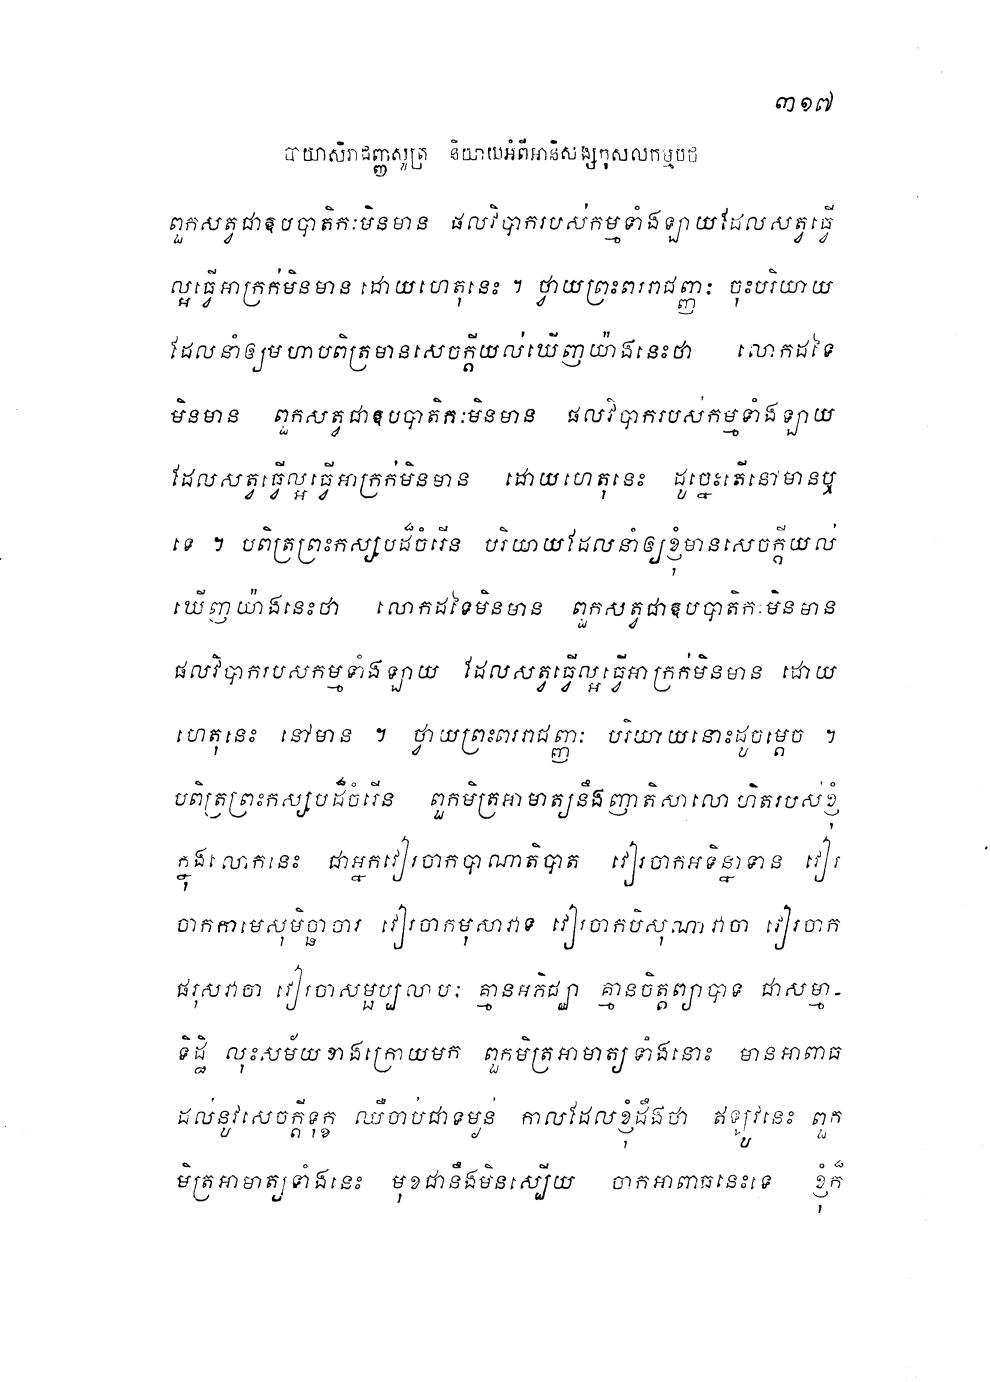 ៣១៧
បាយាសិរាជញ្ញសូត្រ និយាយអំពីអានិសង្សកុសលកម្មបថ
ពួកសត្វជាឧបបាតិកៈមិនមាន ផលវិបាករបស់កម្មទាំងឡាយដែលសត្វធ្វើ
ល្អធ្វើអាក្រក់មិនមាន ដោយហេតុនេះ ។ ថ្វាយព្រះពររាជញ្ញៈ ចុះបរិយាយ
ដែលនាំឲ្យមហាបពិត្រមានសេចក្តីយល់ឃើញយ៉ាងនេះថា លោកដទៃ
មិនមាន ពួកសត្វជាឧបបាតិកៈមិនមាន ផលវិបាករបស់កម្មទាំងឡាយ
ដែលសត្វធ្វើល្អធ្វើអាក្រក់មិនមាន ដោយហេតុនេះ ដូច្នេះតើនៅមានឬ
ទេ ។ បពិត្រព្រះកស្សបដ៏ចំរើន បរិយាយដែលនាំឲ្យខ្ញុំមានសេចក្តីយល់
ឃើញយ៉ាងនេះថា លោកដទៃមិនមាន ពួកសត្វជាឧបបាតិកៈមិនមាន
ផលវិបាករបសកម្មទាំងឡាយ ដែលសត្វធ្វើល្អធ្វើអាក្រក់មិនមាន ដោយ
ហេតុនេះ នៅមាន ។ ថ្វាយព្រះពររាជញ្ញៈ បរិយាយនោះដូចម្តេច ។
បពិត្រព្រះកស្សបដ៏ចំរើន ពួកមិត្រអាមាត្យនឹងញាតិសាលោហិតរបស់ខ្ញុំ
ក្នុងលោកនេះ ជាអ្នកវៀរចាកបាណាតិបាត វៀរចាកអទិន្នាទាន វៀរ
ចាកកាមេសុមិច្ឆាចារ វៀរចាកមុសាវាទ វៀរចាកបិសុណាវាចា វៀរចាក
ផរុសវាចា វៀរចាសម្ផប្បលាបៈ គ្មានអភិជ្ឈា គ្មានចិត្តព្យាបាទ ជាសម្មា-
ទិដ្ឋិ លុះសម័យខាងក្រោយមក ពួកមិត្រអាមាត្យទាំងនោះ មានអាពាធ
ដល់នូវសេចក្តីទុក្ខ ឈឺចាប់ជាទម្ងន់ កាលដែលខ្ញុំដឹងថា ឥឡូវនេះ ពួក
មិត្រអាមាត្យទាំងនេះ មុខជានឹងមិនស្បើយ ចាកអាពាធនេះទេ ខ្ញុំក៏